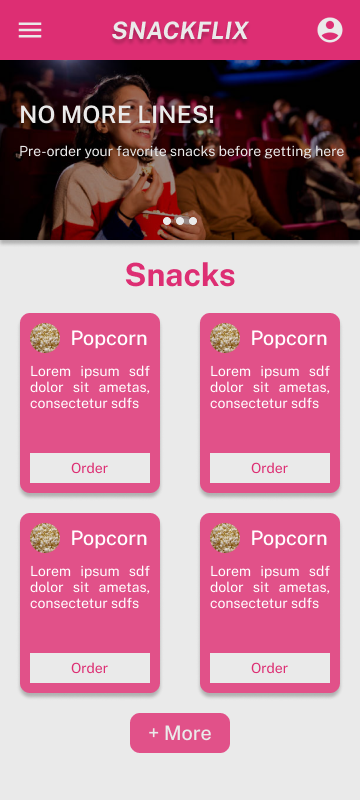 SNACKFLIX
NO MORE LINES!
Pre-order your favorite snacks before getting here
Snacks
Popcorn
Lorem ipsum sdf
dolor sit ametas,
consectetur sdfs
Order
Popcorn
Lorem ipsum sdf
dolor sit ametas,
consectetur sdfs
Order
Popcorn
Lorem ipsum sdf
dolor sit ametas,
consectetur sdfs
Order
Popcorn
Lorem ipsum sdf
dolor sit ametas,
consectetur sdfs
Order
+ More